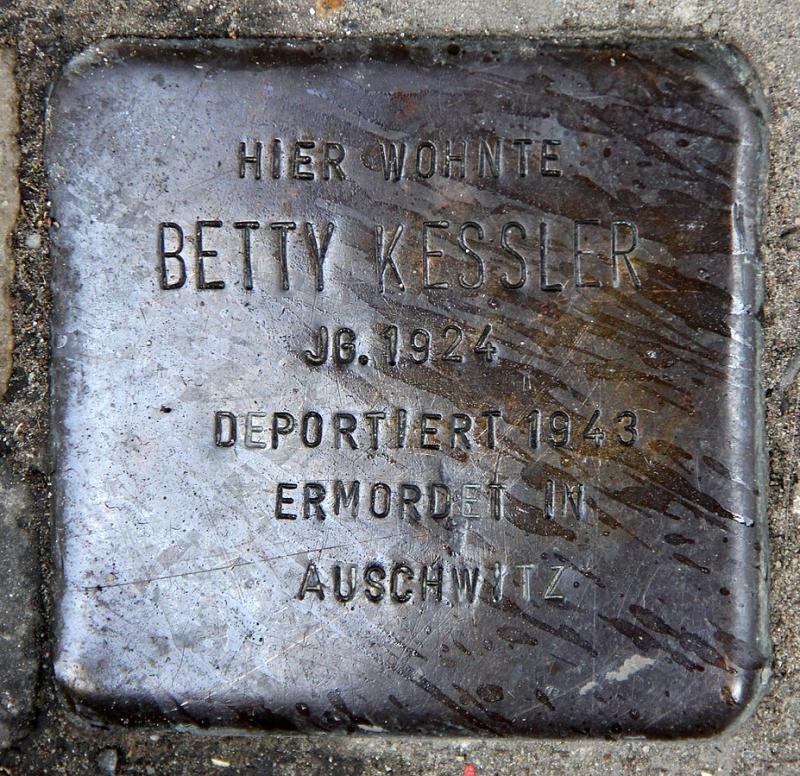 HIER WOHNTE
BETTY KESSLER
JG. 1924
DEPORTIERT 1943
ERMORDET IN
AUSCHWITZ